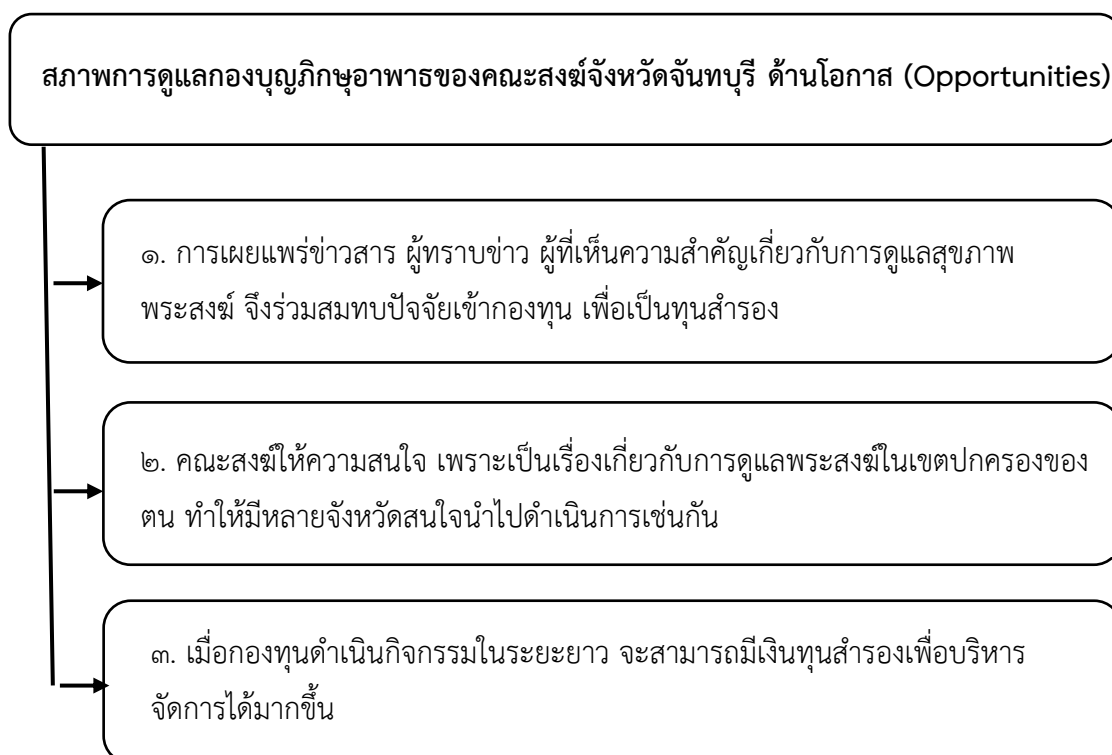 สภาพการดูแลกองบุญภิกษุอาพาธของคณะสงฆ์จังหวัดจันทบุรี ด้านโอกาส (Opportunities)
๑. การเผยแพร่ข่าวสาร ผู้ทราบข่าว ผู้ที่เห็นความสำคัญเกี่ยวกับการดูแลสุขภาพ
พระสงฆ์ จึงร่วมสมทบปัจจัยเข้ากองทุน เพื่อเป็นทุนสำรอง
๒. คณะสงฆ์ให้ความสนใจ เพราะเป็นเรื่องเกี่ยวกับการดูแลพระสงฆ์ในเขตปกครองของ
ตน ทำให้มีหลายจังหวัดสนใจนำไปดำเนินการเช่นกัน
๓. เมื่อกองทุนดำเนินกิจกรรมในระยะยาว จะสามารถมีเงินทุนสำรองเพื่อบริหาร
จัดการได้มากขึ้น